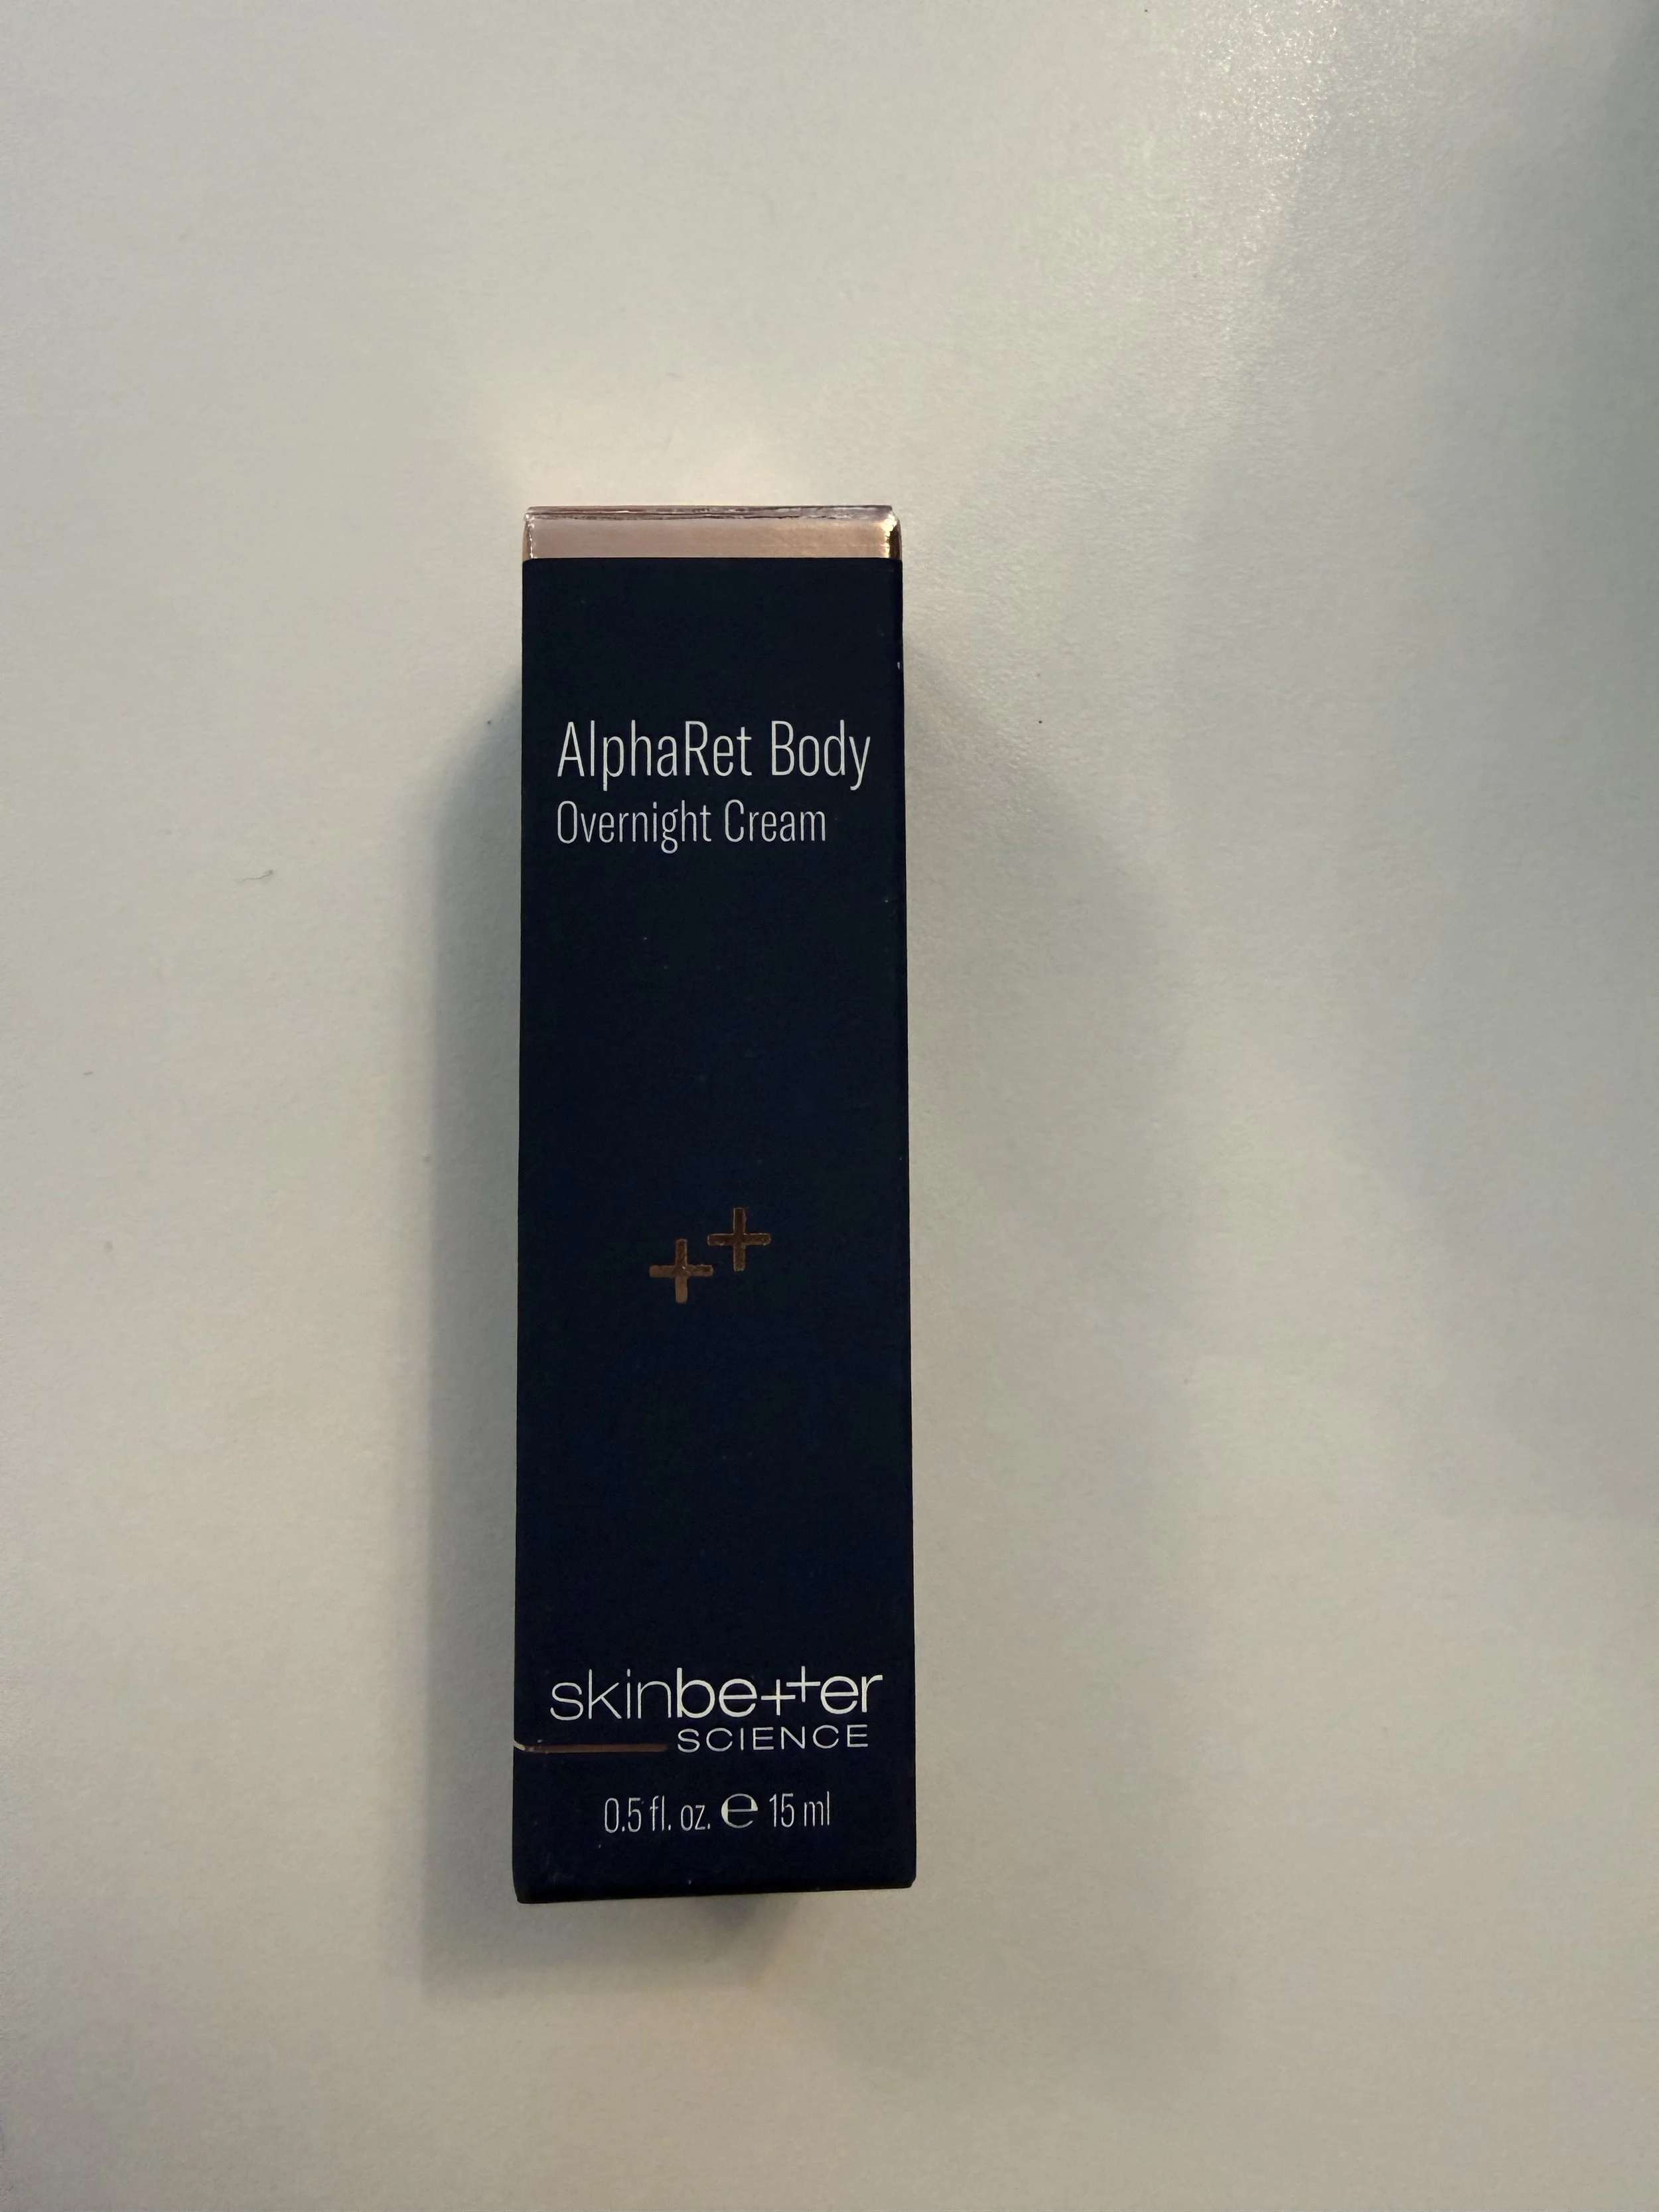 AlphaRet Body
Overnight Cream
skinbetter
SCIENCE
0.5 fl. oz. ℮ 15 ml